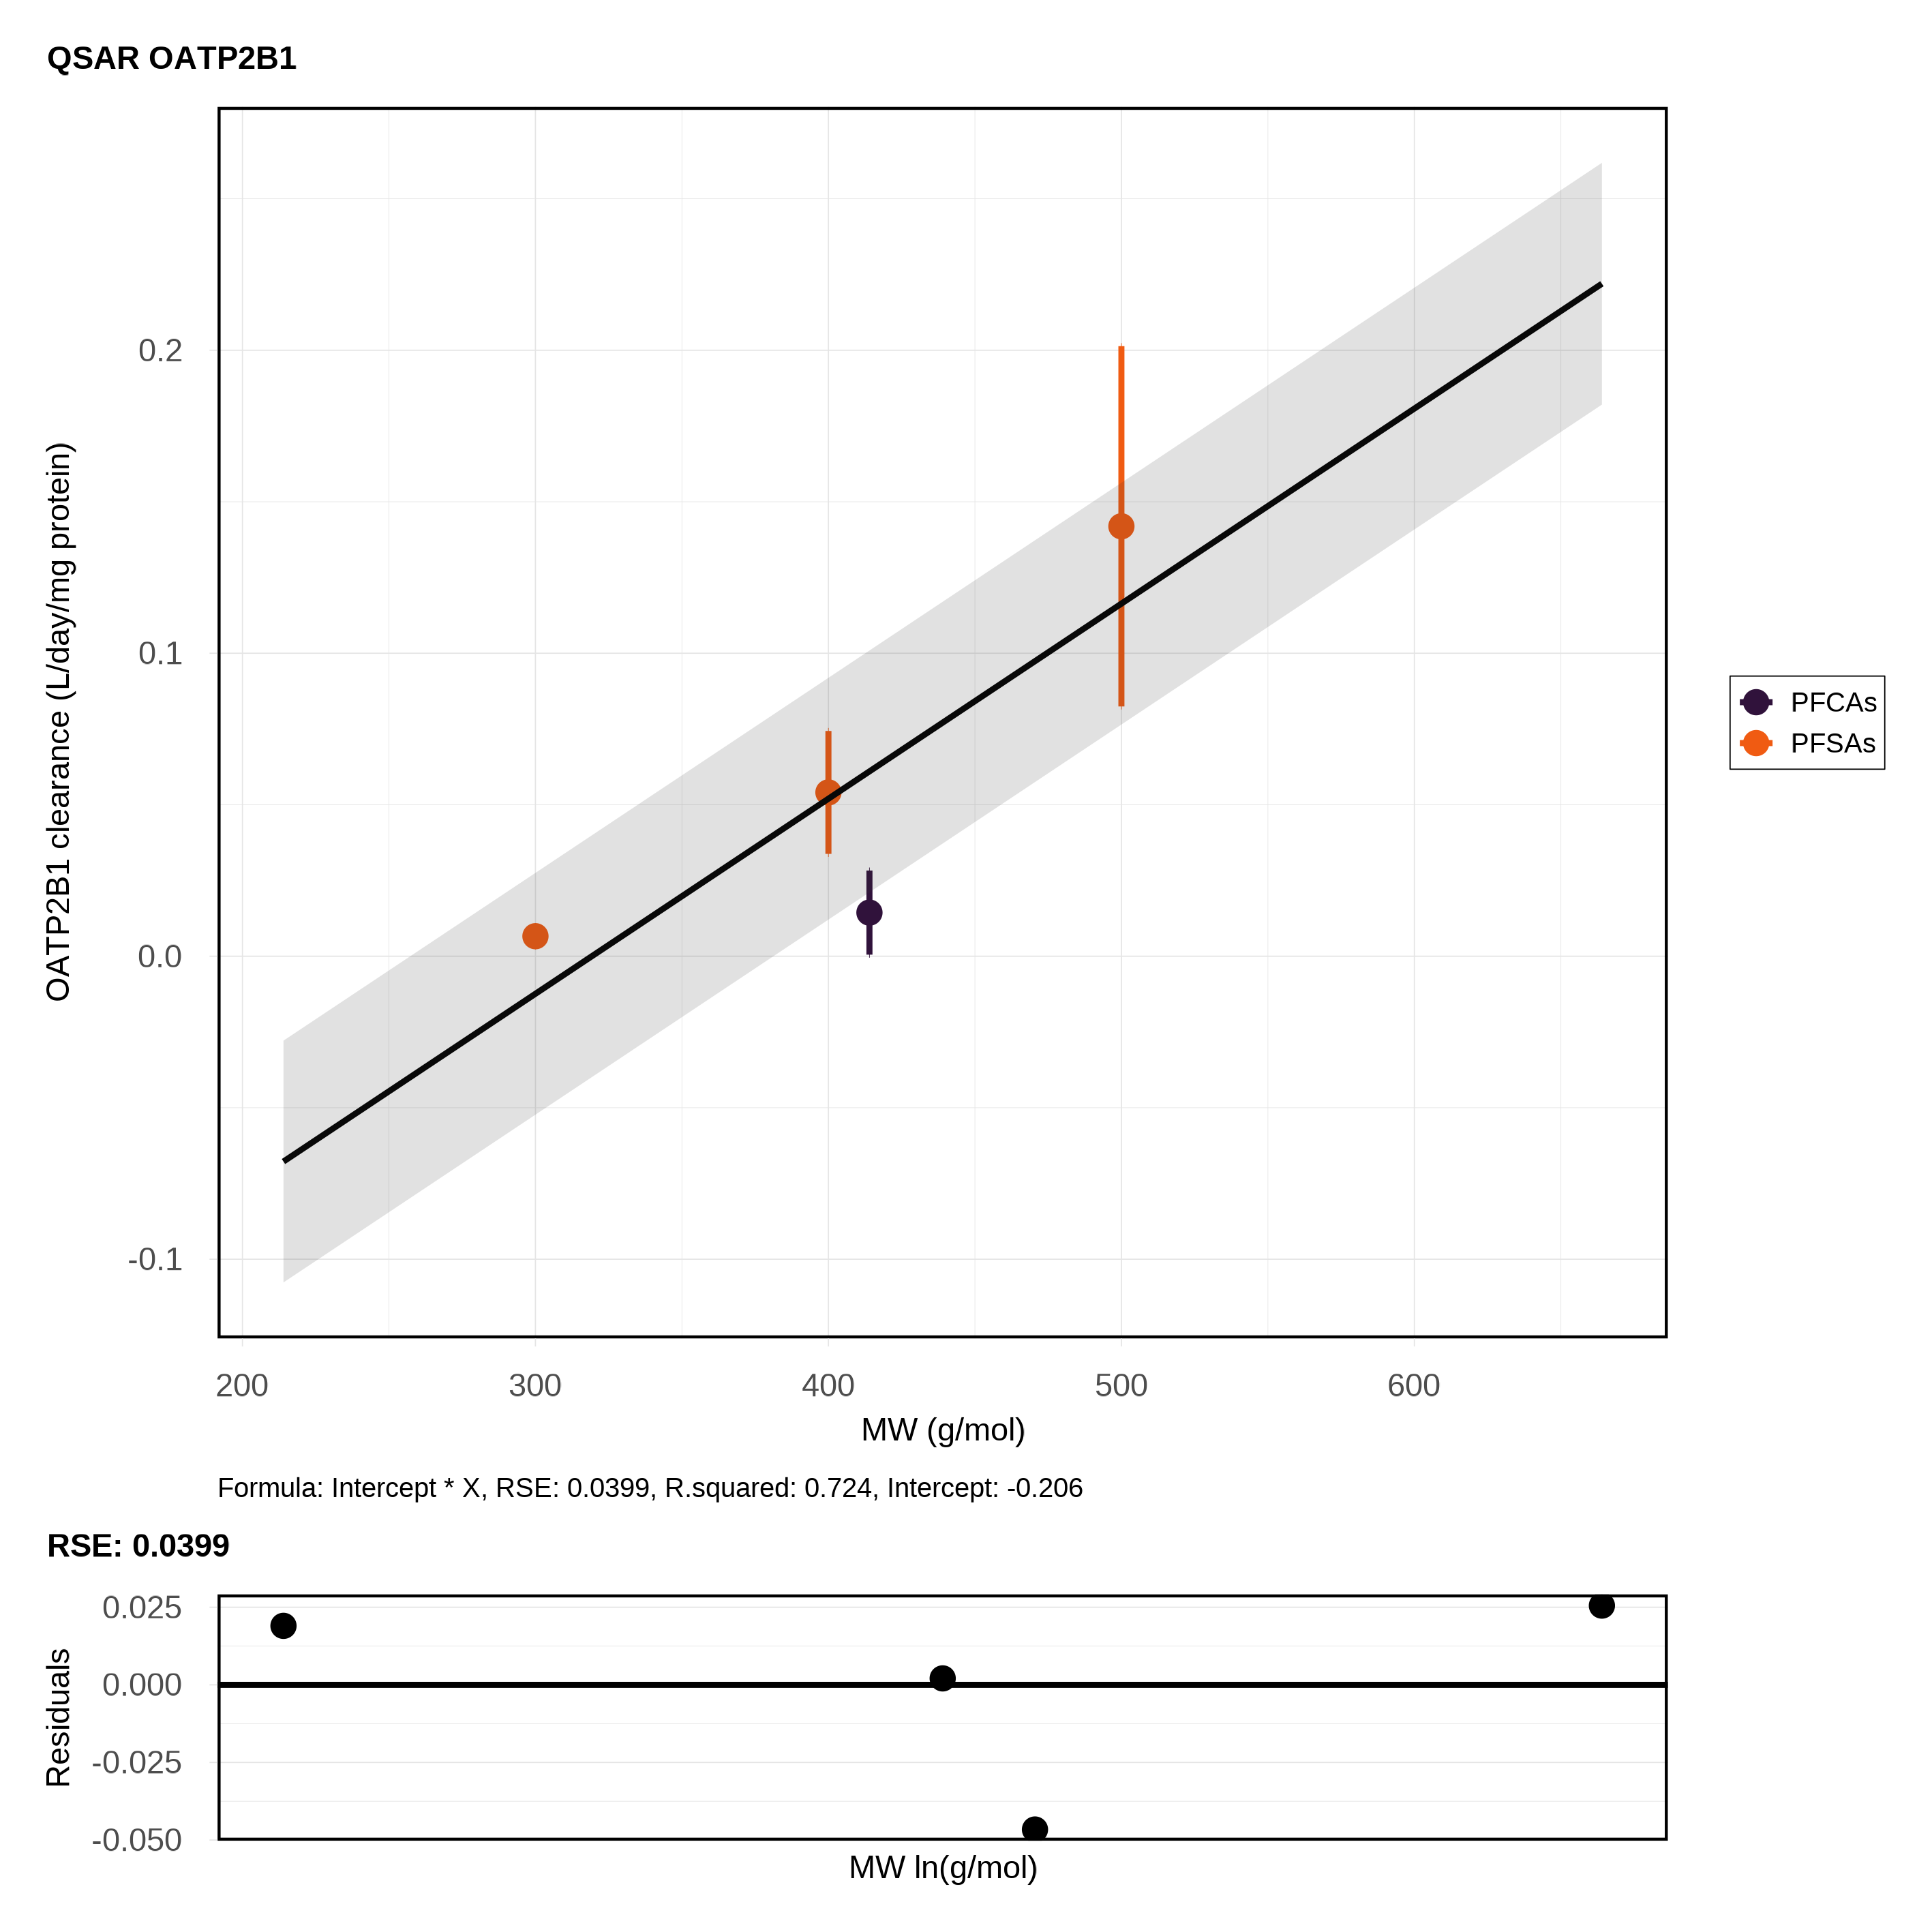 QSAR OATP2B1
OATP2B1 clearance (L/day/mg protein)
0.2
0.1
0.0
-0.1
200 300 400 500 600
MW (g/mol)
PFCAs
PFSAs
Formula: Intercept * X, RSE: 0.0399, R.squared: 0.724, Intercept: -0.206
RSE: 0.0399
Residuals
0.025
0.000
-0.025
-0.050
MW ln(g/mol)